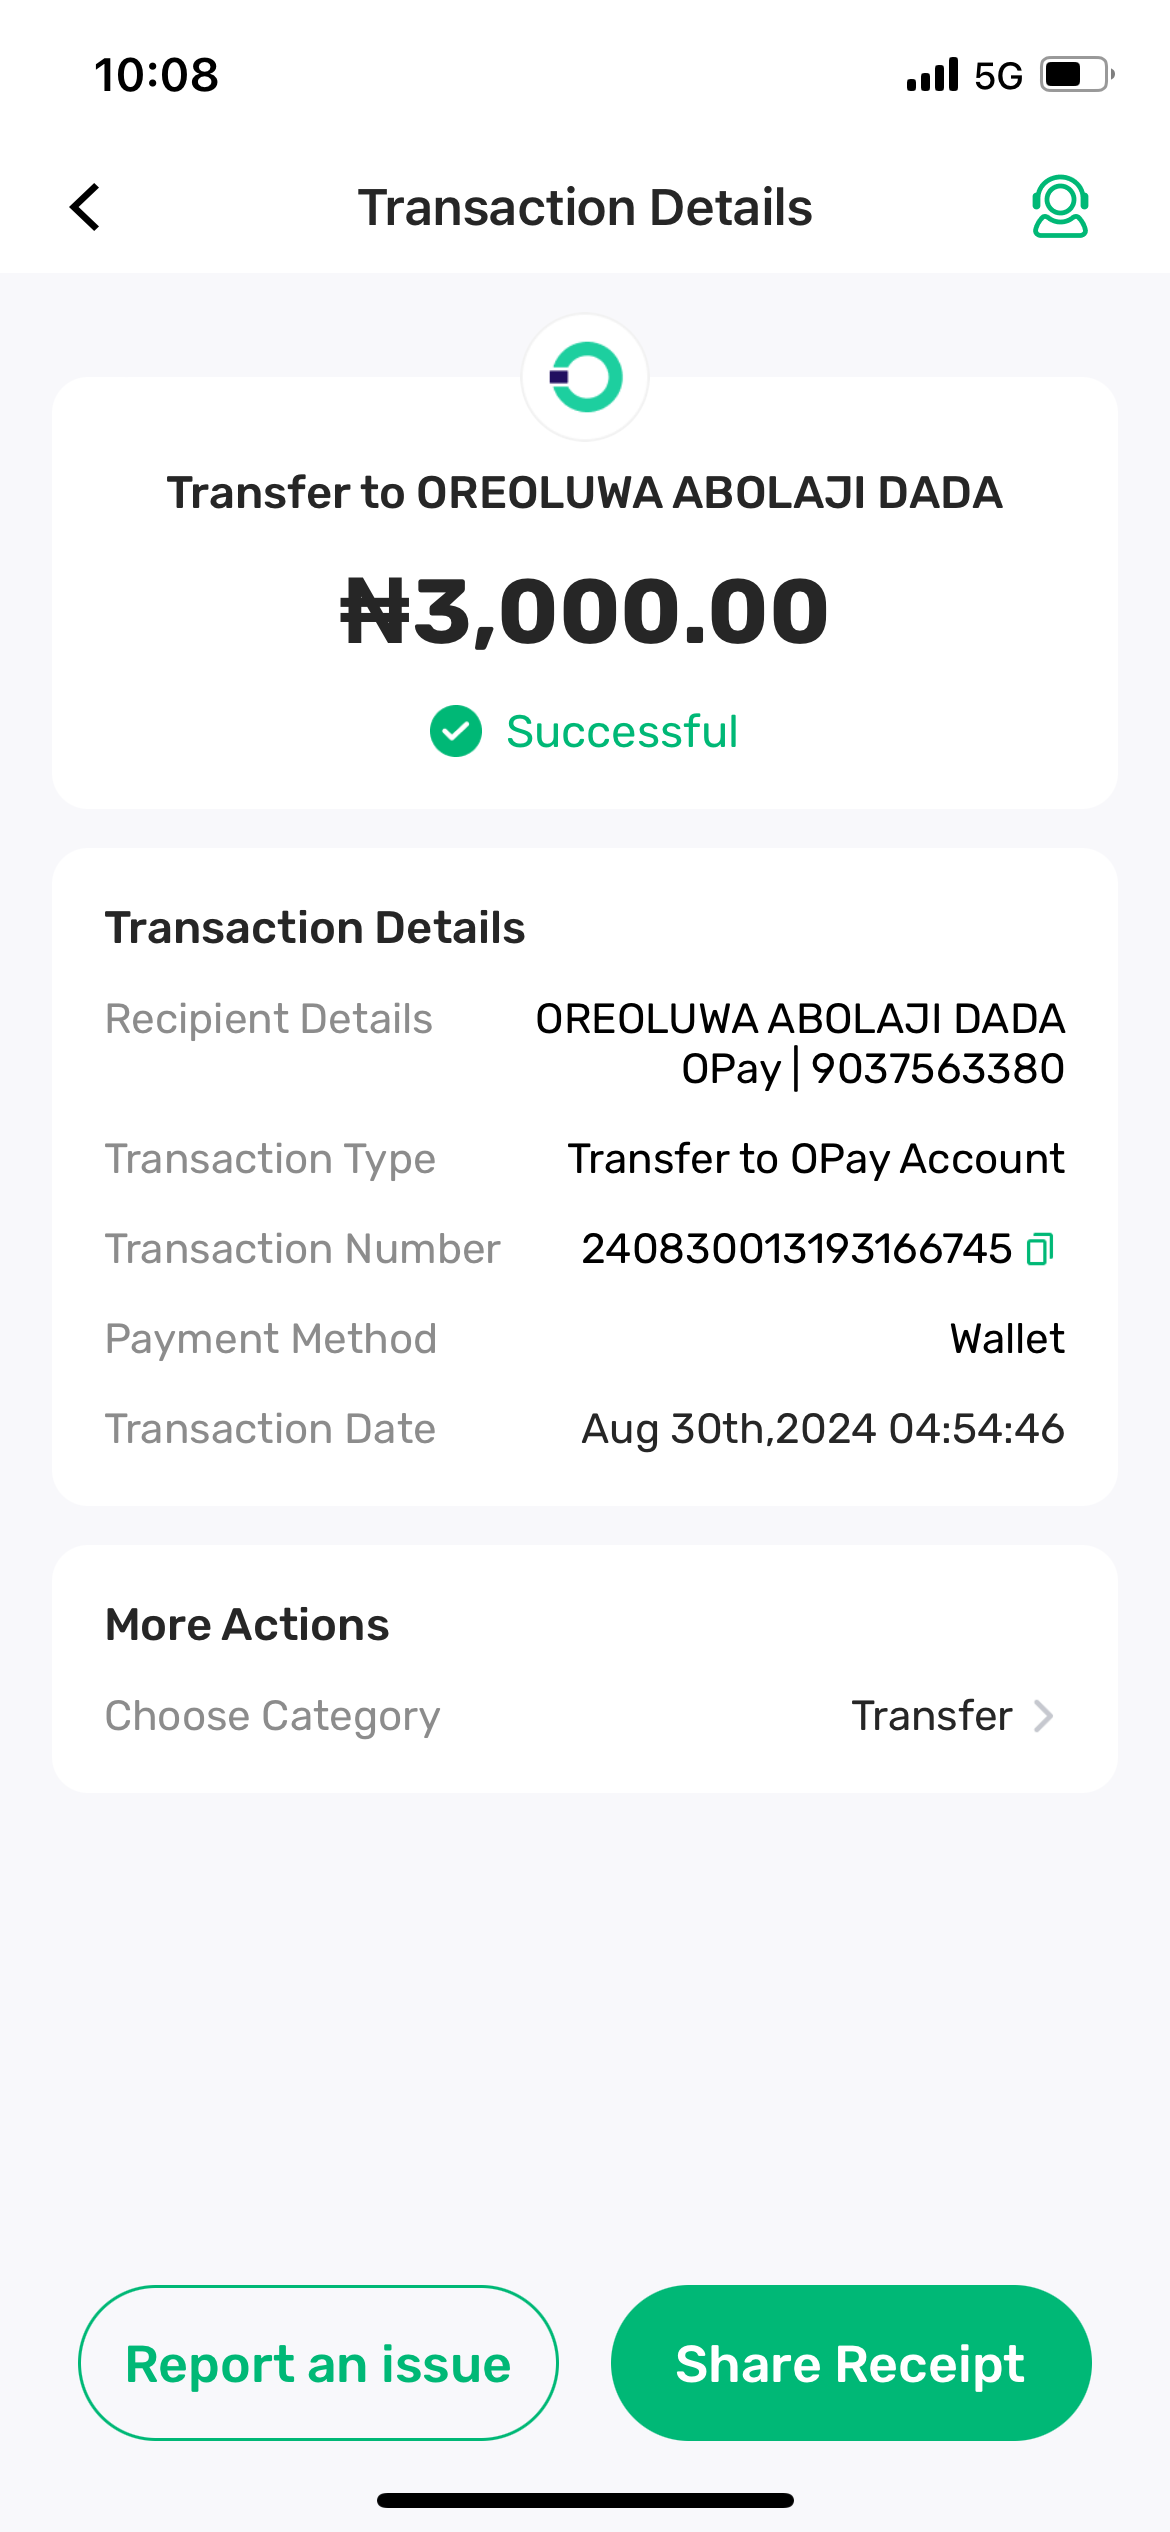 10:08
5G
Transaction Details
Transfer to OREOLUWA ABOLAJI DADA
₦3,000.00
Successful
Transaction Details
Recipient Details OREOLUWA ABOLAJI DADA
OPay | 9037563380
Transaction Type Transfer to OPay Account
Transaction Number 240830013193166745
Payment Method Wallet
Transaction Date Aug 30th,2024 04:54:46
More Actions
Choose Category Transfer
Report an issue
Share Receipt